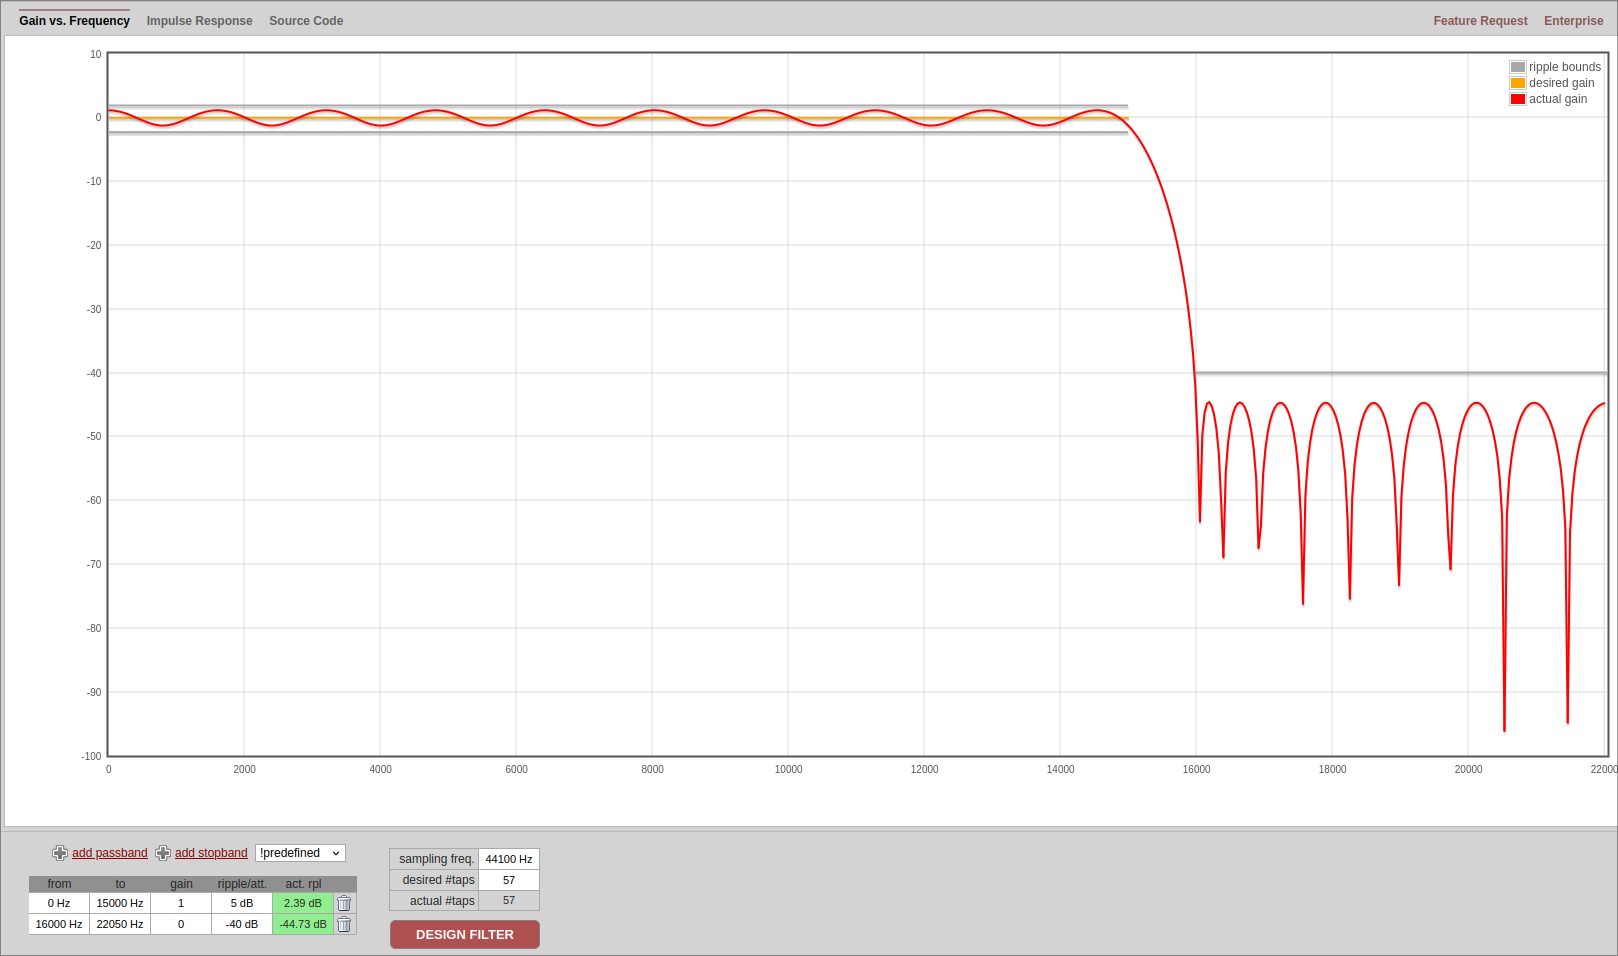 Gain vs. Frequency Impulse Response Source Code Feature Request Enterprise
10
0
-10
-20
-30
-40
-50
-60
-70
-80
-90
-100
ripple bounds
desired gain
actual gain
0 2000 4000 6000 8000 10000 12000 14000 16000 18000 20000 22000
add passband add stopband !predefined
from to gain ripple/att. act. rpl
0 Hz 15000 Hz 1 5 dB 2.39 dB
16000 Hz 22050 Hz 0 -40 dB -44.73 dB
sampling freq. 44100 Hz
desired #taps 57
actual #taps 57
DESIGN FILTER